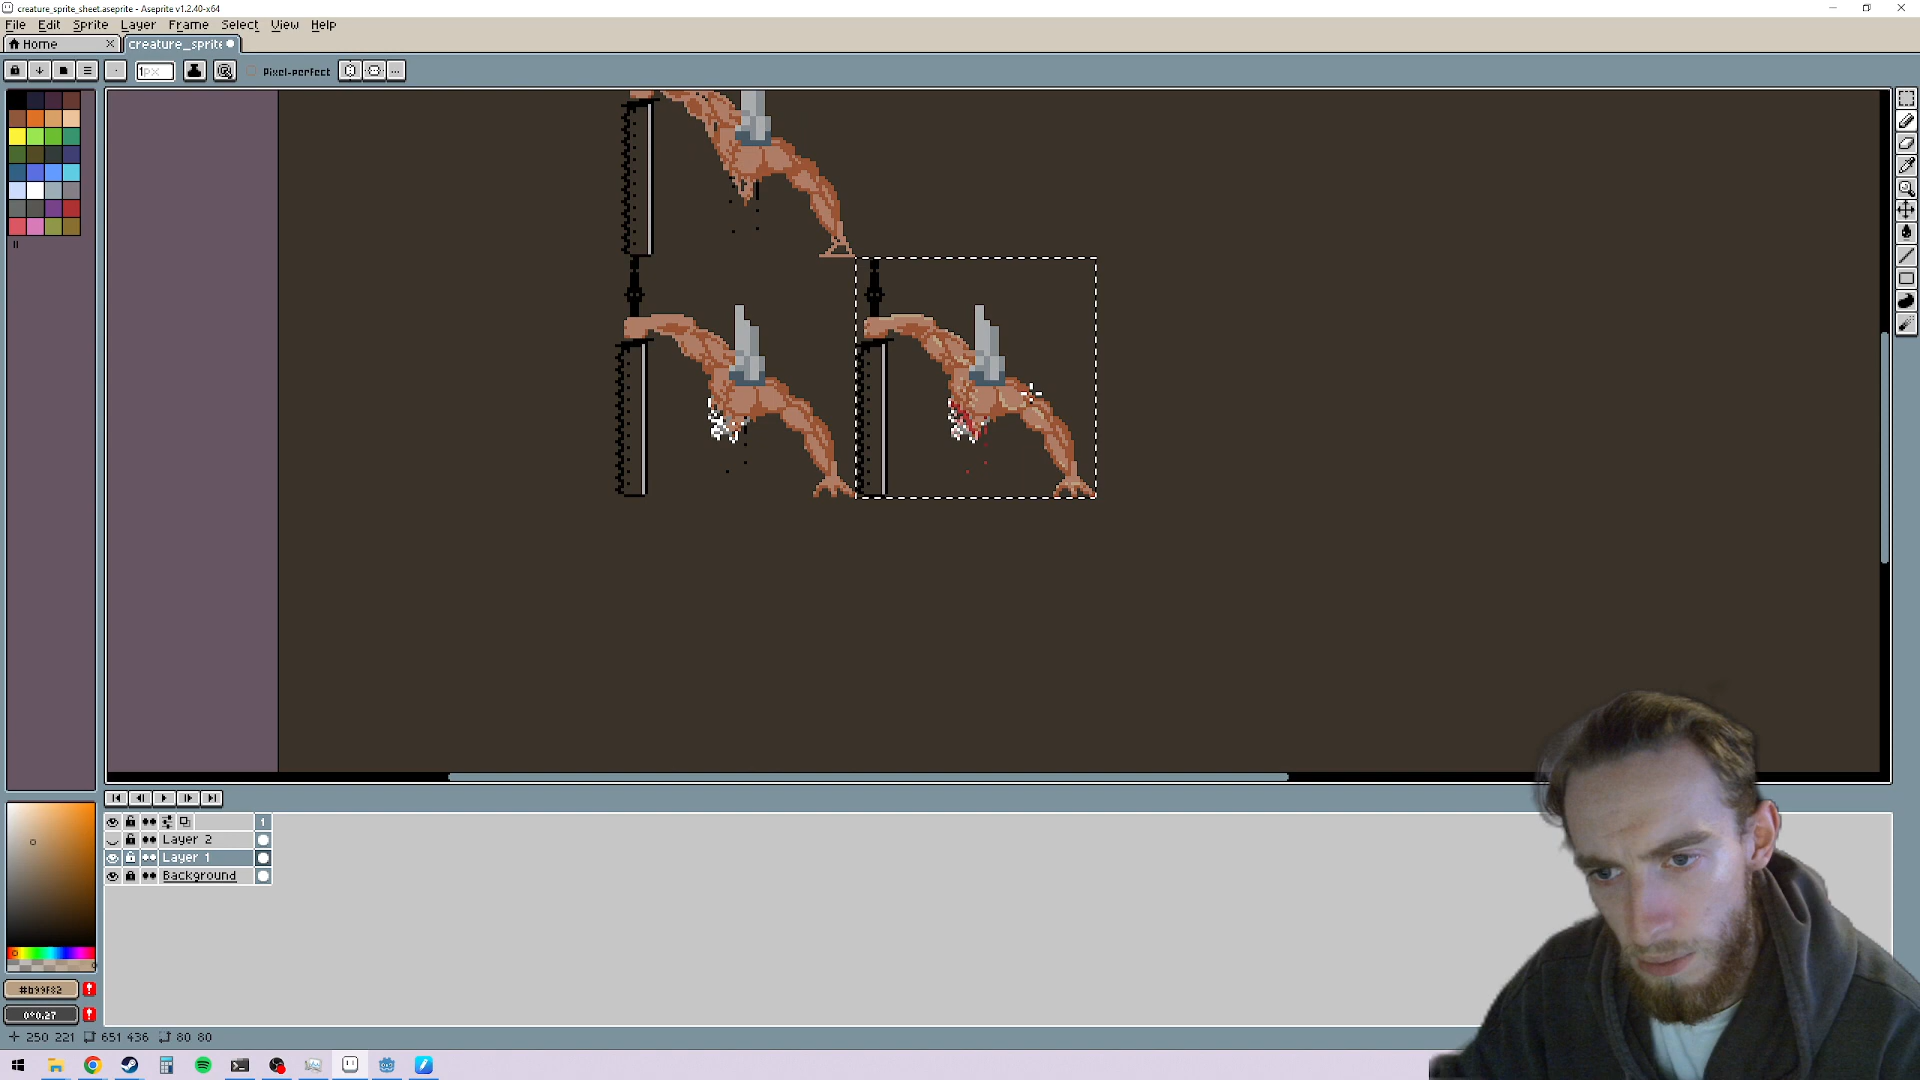 creature_sprite_sheet.aseprite - Aseprite v1.2.40-x64
File Edit Sprite Layer Frame Select View Help
Home
creature_sprite
1px
Pixel-perfect
1
Layer 2
Layer 1
Background
#b99f82
250 221 651 436 80 80